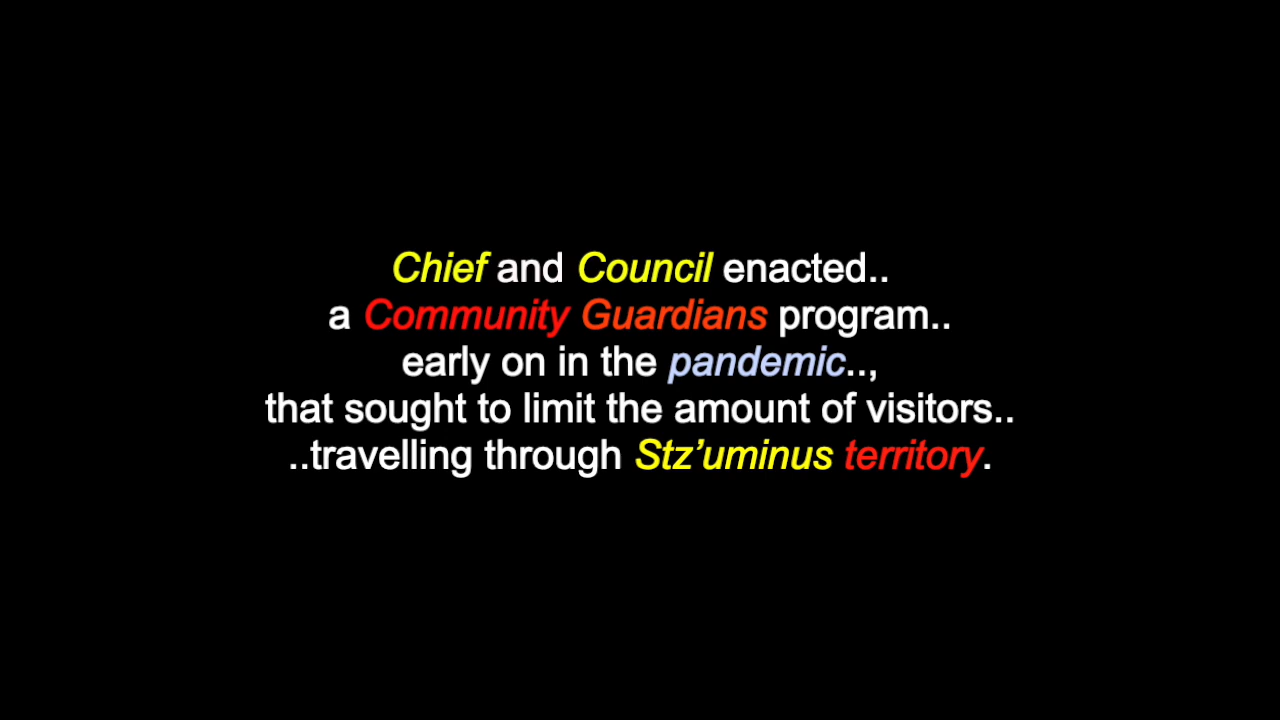 Chief and Council enacted..
a Community Guardians program..
early on in the pandemic..,
that sought to limit the amount of visitors..
..travelling through Stz’uminus territory.